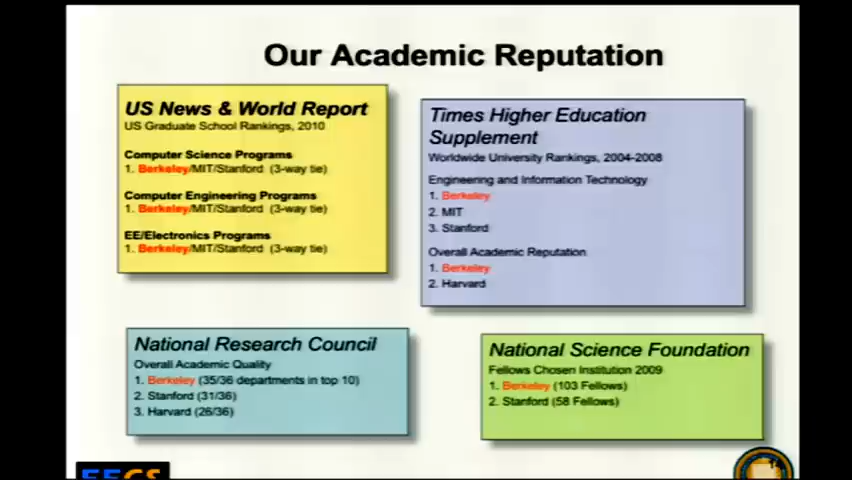 Our Academic Reputation
US News & World Report
US Graduate School Rankings, 2010
Computer Science Programs
1. Berkeley/MIT/Stanford (3-way tie)
Computer Engineering Programs
1. Berkeley/MIT/Stanford (3-way tie)
EE/Electronics Programs
1. Berkeley/MIT/Stanford (3-way tie)
Times Higher Education
Supplement
Worldwide University Rankings, 2004-2008
Engineering and Information Technology
1. Berkeley
2. MIT
3. Stanford
Overall Academic Reputation
1. Berkeley
2. Harvard
National Research Council
Overall Academic Quality
1. Berkeley (35/36 departments in top 10)
2. Stanford (31/36)
3. Harvard (26/36)
National Science Foundation
Fellows Chosen Institution 2009
1. Berkeley (103 Fellows)
2. Stanford (58 Fellows)
EECS